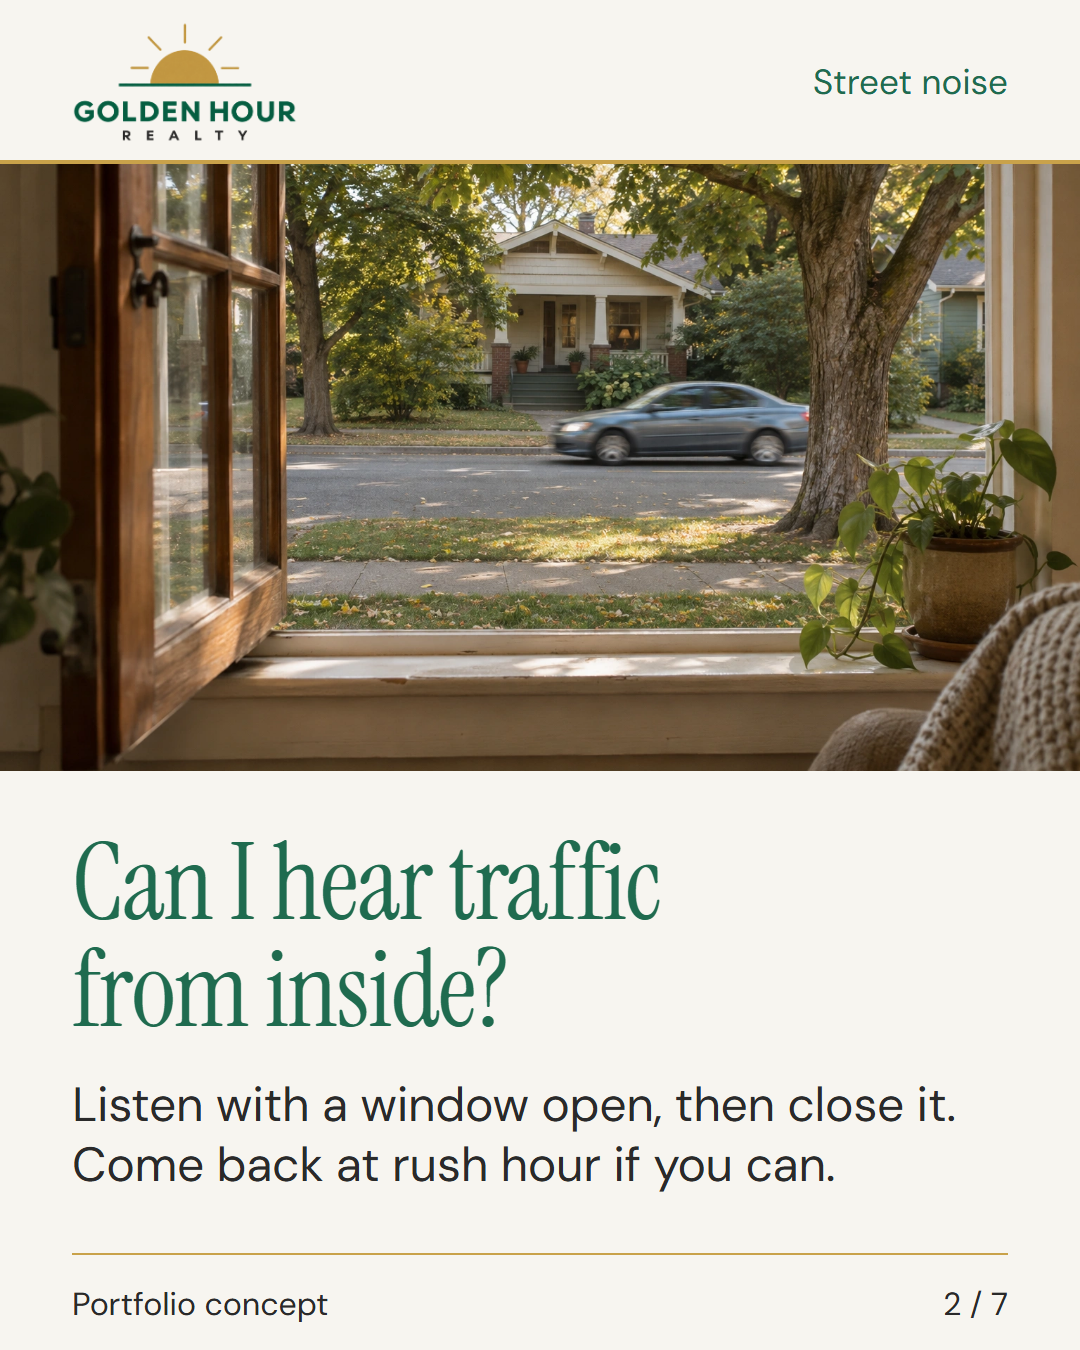 GOLDEN HOUR
REALTY
Street noise
Can I hear traffic
from inside?
Listen with a window open, then close it.
Come back at rush hour if you can.
Portfolio concept
2 / 7